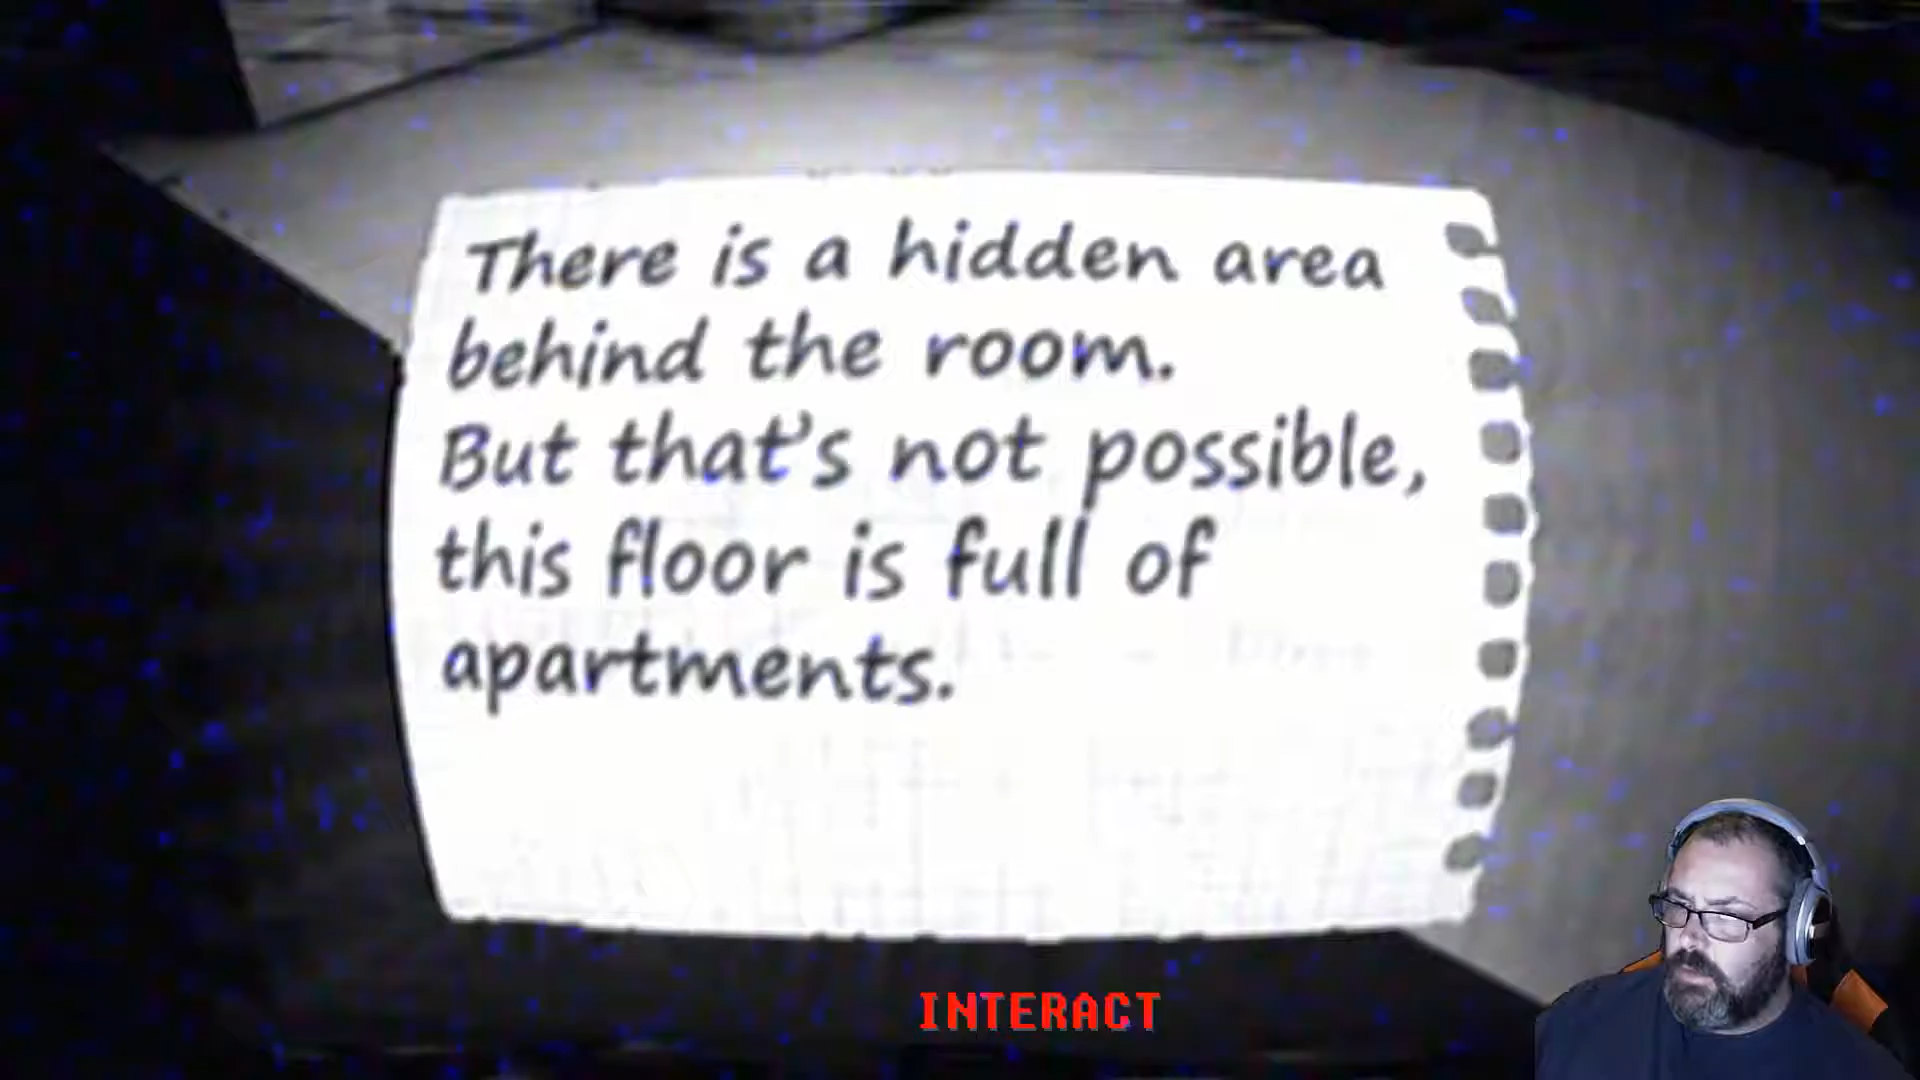 There is a hidden area
behind the room.
But that's not possible,
this floor is full of
apartments.
INTERACT